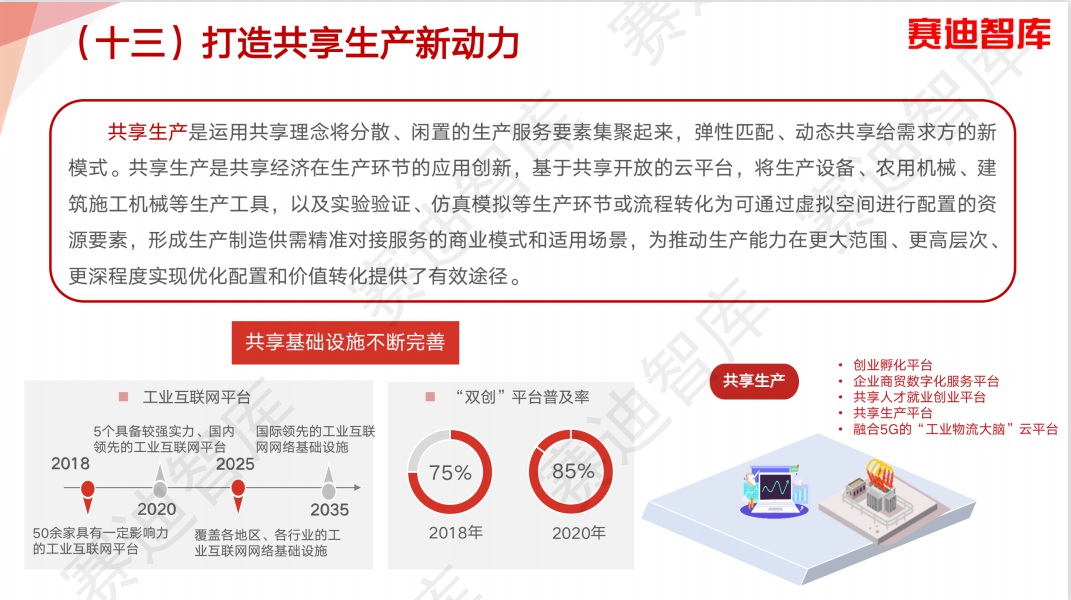 （十三）打造共享生产新动力
赛迪智库
共享生产是运用共享理念将分散、闲置的生产服务要素集聚起来，弹性匹配、动态共享给需求方的新
模式。共享生产是共享经济在生产环节的应用创新，基于共享开放的云平台，将生产设备、农用机械、建
筑施工机械等生产工具，以及实验验证、仿真模拟等生产环节或流程转化为可通过虚拟空间进行配置的资
源要素，形成生产制造供需精准对接服务的商业模式和适用场景，为推动生产能力在更大范围、更高层次、
更深程度实现优化配置和价值转化提供了有效途径。
共享基础设施不断完善
工业互联网平台
5个具备较强实力、国内
领先的工业互联网平台
国际领先的工业互联
网网络基础设施
2018
2025
2020
2035
50余家具有一定影响力
的工业互联网平台
覆盖各地区、各行业的工
业互联网网络基础设施
“双创”平台普及率
75%
85%
2018年
2020年
共享生产
• 创业孵化平台
• 企业商贸数字化服务平台
• 共享人才就业创业平台
• 共享生产平台
• 融合5G的“工业物流大脑”云平台
赛迪智库
赛迪智库
赛迪智库
赛迪智库